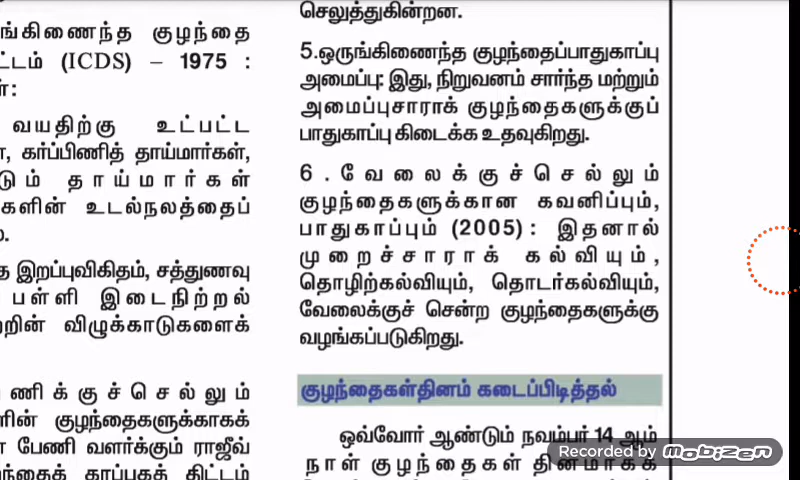 ங்கிணைந்த குழந்தை
ட்டம் (ICDS) – 1975 :
வயதிற்கு உட்பட்ட
கர்ப்பிணித் தாய்மார்கள்,
டும் தாய்மார்கள்
களின் உடல்நலத்தைப்
இறப்புவிகிதம், சத்துணவு
பள்ளி இடைநிற்றல்
றின் விழுக்காடுகளைக்
ணிக்குச்செல்லும்
ளின் குழந்தைகளுக்காகக்
பேணி வளர்க்கும் ராஜீவ்
ந்தைக் காப்பகத் திட்டம்
செலுத்துகின்றன.
5.ஒருங்கிணைந்த குழந்தைப்பாதுகாப்பு
அமைப்பு: இது, நிறுவனம் சார்ந்த மற்றும்
அமைப்புசாராக் குழந்தைகளுக்குப்
பாதுகாப்பு கிடைக்க உதவுகிறது.
6 . வேலைக்குச்செல்லும்
குழந்தைகளுக்கான கவனிப்பும்,
பாதுகாப்பும் (2005) : இதனால்
முறைச்சாராக் கல்வியும்,
தொழிற்கல்வியும், தொடர்கல்வியும்,
வேலைக்குச் சென்ற குழந்தைகளுக்கு
வழங்கப்படுகிறது.
குழந்தைகள்தினம் கடைப்பிடித்தல்
ஒவ்வோர் ஆண்டும் நவம்பர் 14 ஆம்
நாள் குழந்தைகள் தினமாகக்
Recorded by mobizen